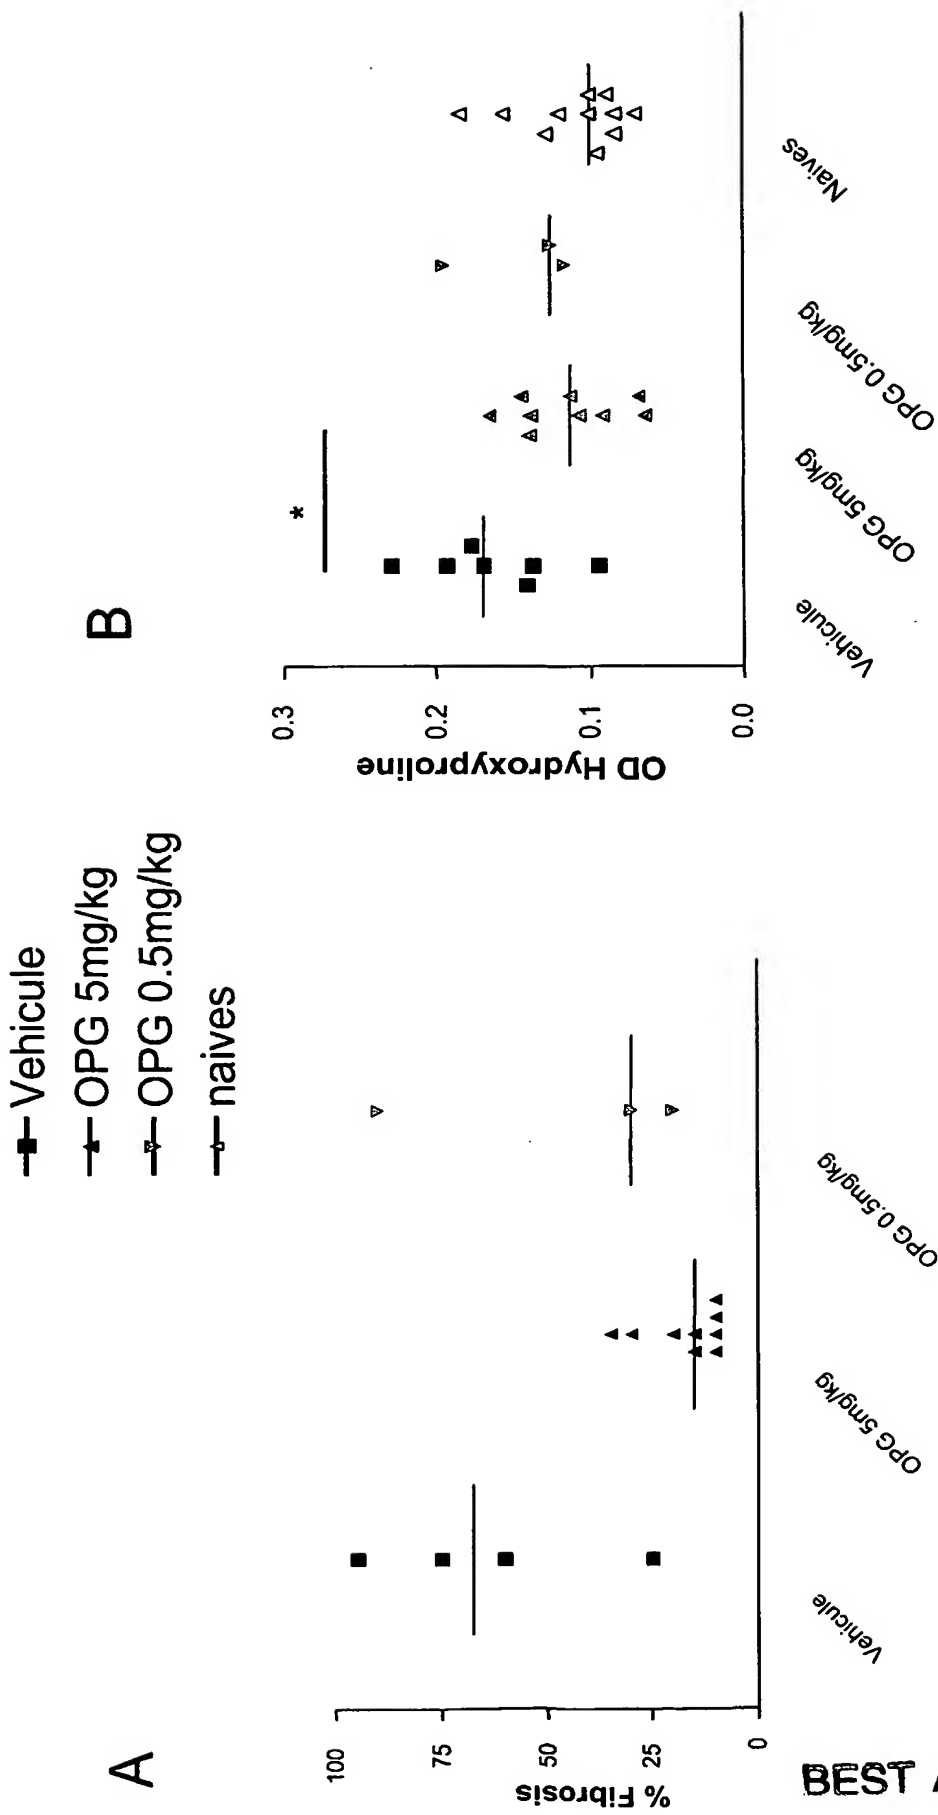 Vehicule
OPG 5mg/kg
OPG 0.5mg/kg
naives
A
% Fibrosis
100
75
50
25
0
Vehicule
OPG 5mg/kg
OPG 0.5mg/kg
B
OD Hydroxyproline
0.3
0.2
0.1
0.0
*
Vehicule
OPG 5mg/kg
OPG 0.5mg/kg
Naives
BEST